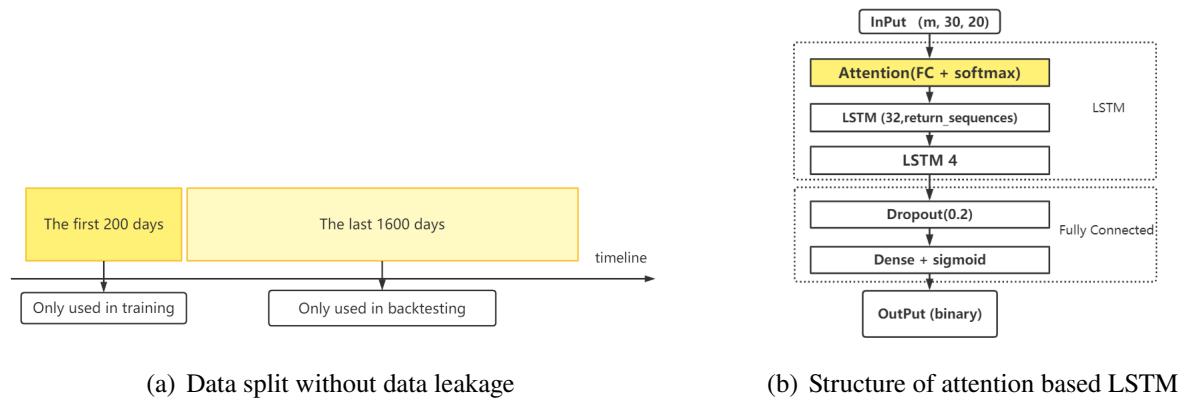 The first 200 days
The last 1600 days
timeline
Only used in training
Only used in backtesting
(a) Data split without data leakage
InPut (m, 30, 20)
Attention(FC + softmax)
LSTM (32,return_sequences)
LSTM 4
LSTM
Dropout(0.2)
Fully Connected
Dense + sigmoid
OutPut (binary)
(b) Structure of attention based LSTM